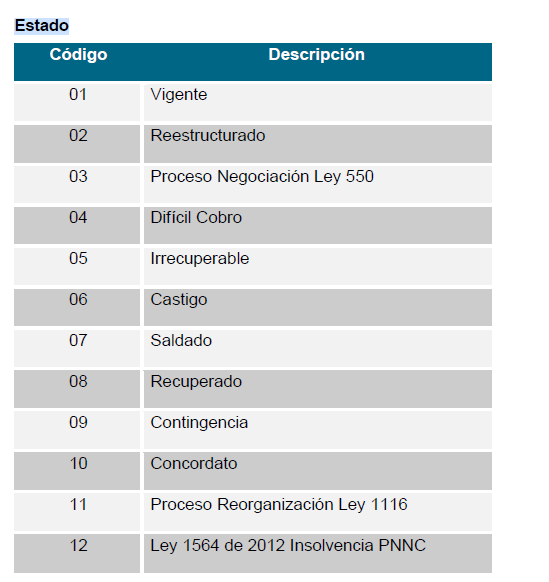 Estado
Código Descripción
01 Vigente
02 Reestructurado
03 Proceso Negociación Ley 550
04 Difícil Cobro
05 Irrecuperable
06 Castigo
07 Saldado
08 Recuperado
09 Contingencia
10 Concordato
11 Proceso Reorganización Ley 1116
12 Ley 1564 de 2012 Insolvencia PNNC